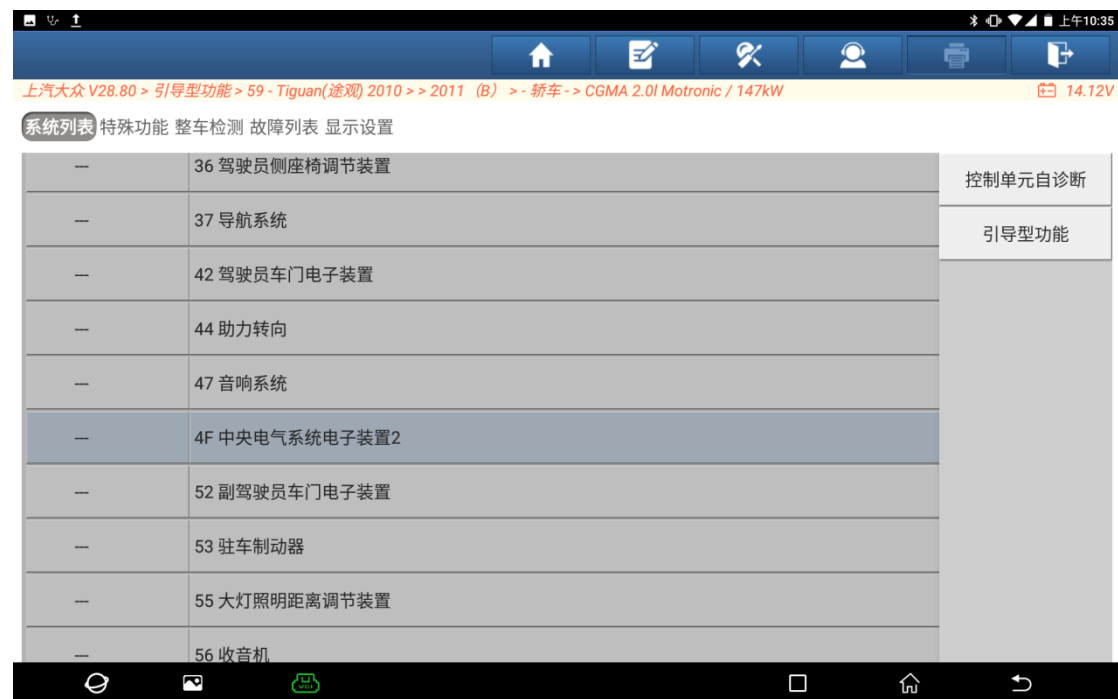 上午10:35
上汽大众 V28.80 > 引导型功能 > 59 - Tiguan(途观) 2010 > > 2011（B） > - 轿车 - > CGMA 2.0l Motronic / 147kW 14.12V
系统列表 特殊功能 整车检测 故障列表 显示设置
--- 36 驾驶员侧座椅调节装置
控制单元自诊断
--- 37 导航系统
引导型功能
--- 42 驾驶员车门电子装置
--- 44 助力转向
--- 47 音响系统
--- 4F 中央电气系统电子装置2
--- 52 副驾驶员车门电子装置
--- 53 驻车制动器
--- 55 大灯照明距离调节装置
--- 56 收音机
VCI